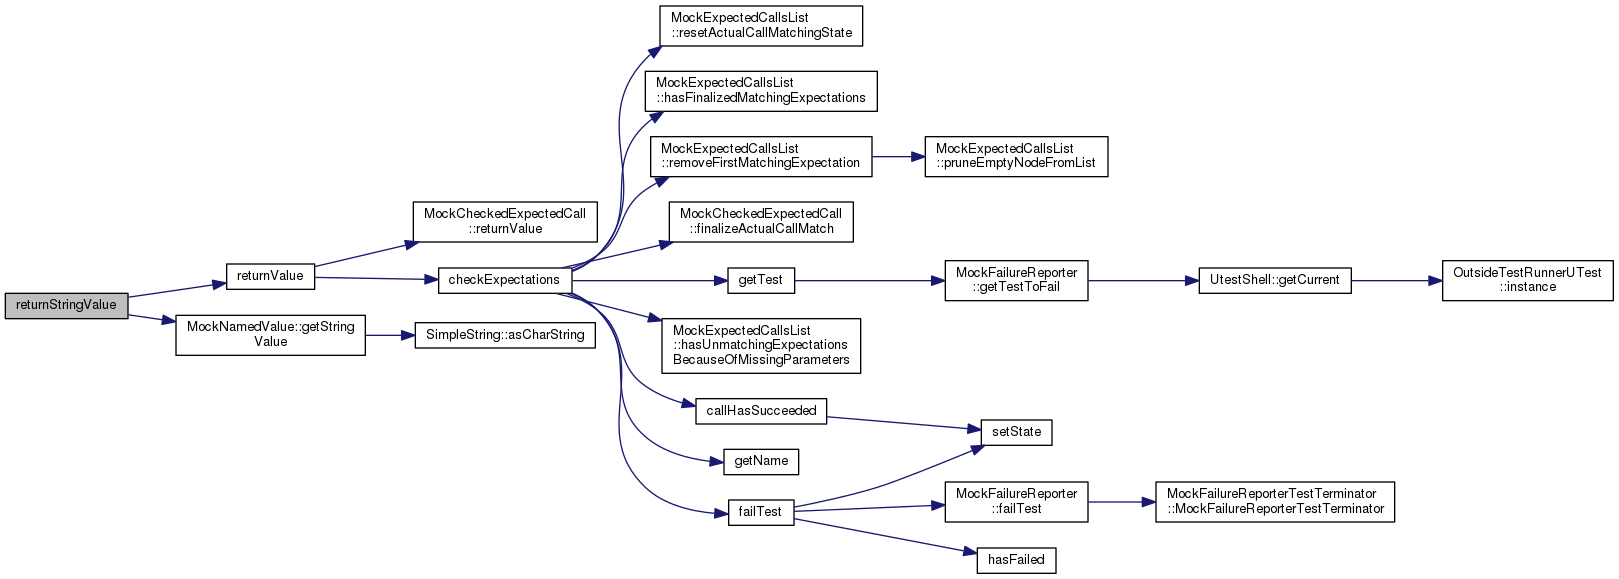 MockExpectedCallsList
::resetActualCallMatchingState
MockExpectedCallsList
::hasFinalizedMatchingExpectations
MockExpectedCallsList
::removeFirstMatchingExpectation
MockExpectedCallsList
::pruneEmptyNodeFromList
MockCheckedExpectedCall
::returnValue
MockCheckedExpectedCall
::finalizeActualCallMatch
returnValue
checkExpectations
getTest
MockFailureReporter
::getTestToFail
UtestShell::getCurrent
OutsideTestRunnerUTest
::instance
returnStringValue
MockNamedValue::getString
Value
SimpleString::asCharString
MockExpectedCallsList
::hasUnmatchingExpectations
BecauseOfMissingParameters
callHasSucceeded
setState
getName
failTest
MockFailureReporter
::failTest
MockFailureReporterTestTerminator
::MockFailureReporterTestTerminator
hasFailed